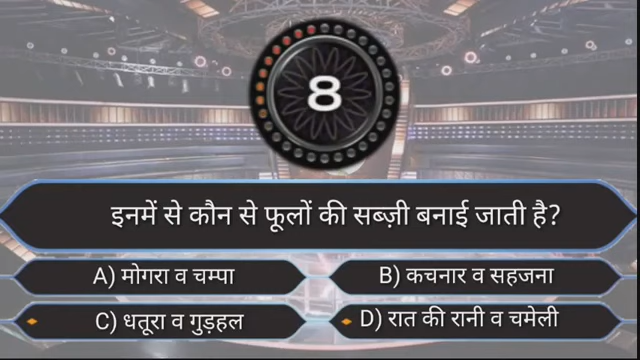 8
इनमें से कौन से फूलों की सब्ज़ी बनाई जाती है?
A) मोगरा व चम्पा
B) कचनार व सहजना
C) धतूरा व गुड़हल
D) रात की रानी व चमेली